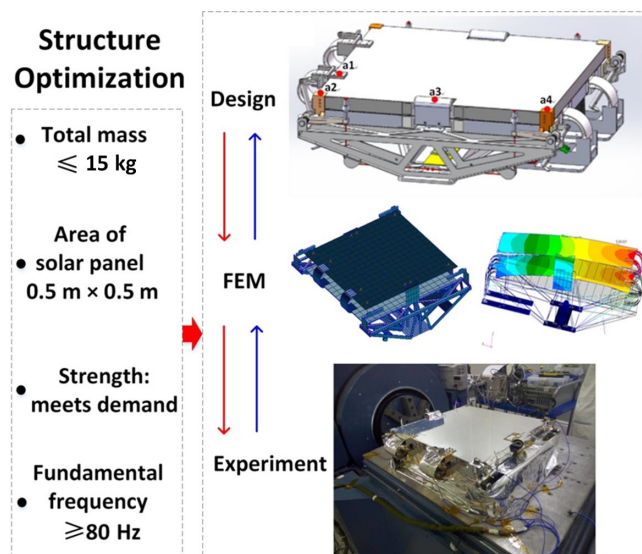 Structure
Optimization
• Total mass
≤ 15 kg
Area of
• solar panel
0.5 m × 0.5 m
Strength:
• meets demand
Fundamental
• frequency
≥80 Hz
Design
FEM
Experiment
a1
a2
a3
a4